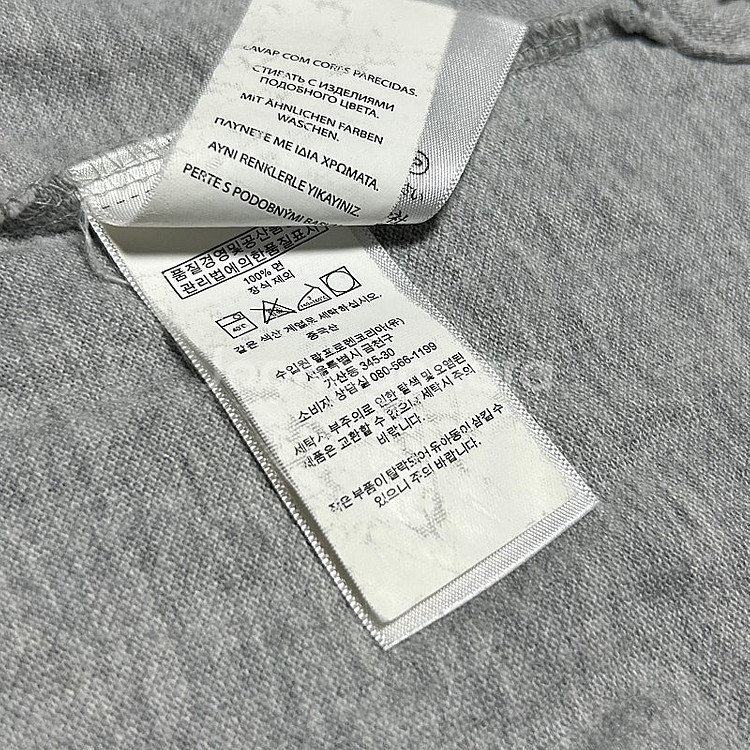 LAVAР COM CORES PARECIDAS.
СТИРАТЬ С ИЗДЕЛИЯМИ
ПОДОБНОГО ЦВЕТА.
MIT ÄHNLICHEN FARBEN
WASCHEN.
ΠΛΥΝΕΤΕ ΜΕ ΙΔΙΑ ΧΡΩΜΑΤΑ.
AYNI RENKLERLE YIKAYINIZ.
PERTE S PODOBNÝMI
품질경영및공산품
관리법에의한품질표시
100% 면
장식 제외
40℃
같은 색상 계열로 세탁하십시오.
중국산
수입원 랄프로렌코리아(유)
서울특별시 금천구
가산동 345-30
소비자 상담실 080-566-1199
세탁시 부주의로 인한 탈색 및 오염된
제품은 교환할 수 없으니 세탁시 주의
바랍니다.
작은 부품이 탈락되어 유아동이 삼킬 수
있으니 주의 바랍니다.